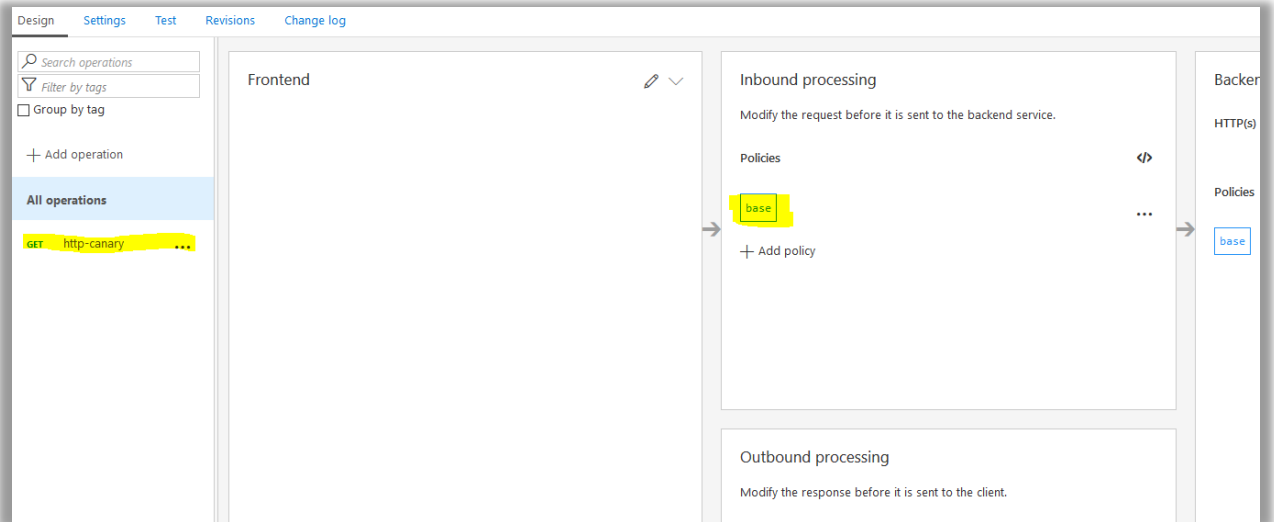 Design Settings Test Revisions Change log
Search operations
Filter by tags
Group by tag
Add operation
All operations
GET http-canary ...
Frontend
Inbound processing
Modify the request before it is sent to the backend service.
Policies </>
base ...
+ Add policy
Outbound processing
Modify the response before it is sent to the client.
Backen
HTTP(s)
Policies
base